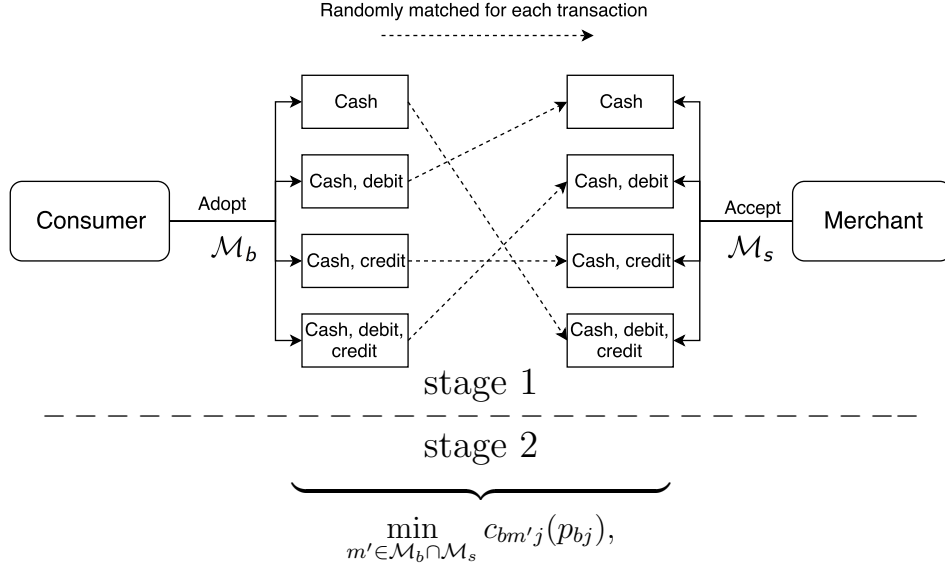 Randomly matched for each transaction
Cash
Cash
Cash, debit
Cash, debit
Consumer
Adopt
Accept
Merchant
ℳ_b
ℳ_s
Cash, credit
Cash, credit
Cash, debit,
credit
Cash, debit,
credit
stage 1
stage 2
min_{m′∈ℳ_b∩ℳ_s} c_{bm′j}(p_{bj}),